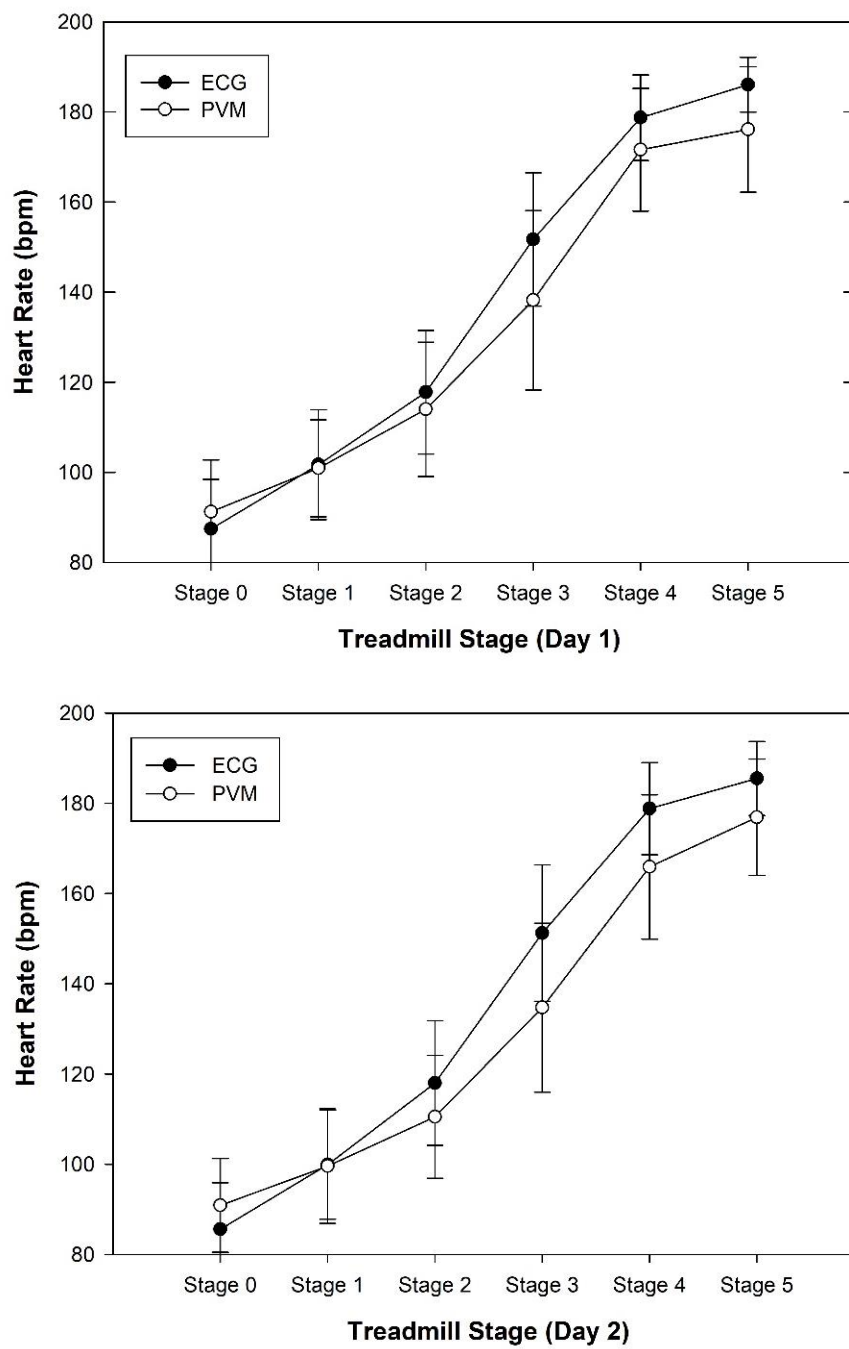 200
180
160
140
120
100
80
Heart Rate (bpm)
ECG
PVM
Stage 0 Stage 1 Stage 2 Stage 3 Stage 4 Stage 5
Treadmill Stage (Day 1)
200
180
160
140
120
100
80
Heart Rate (bpm)
ECG
PVM
Stage 0 Stage 1 Stage 2 Stage 3 Stage 4 Stage 5
Treadmill Stage (Day 2)